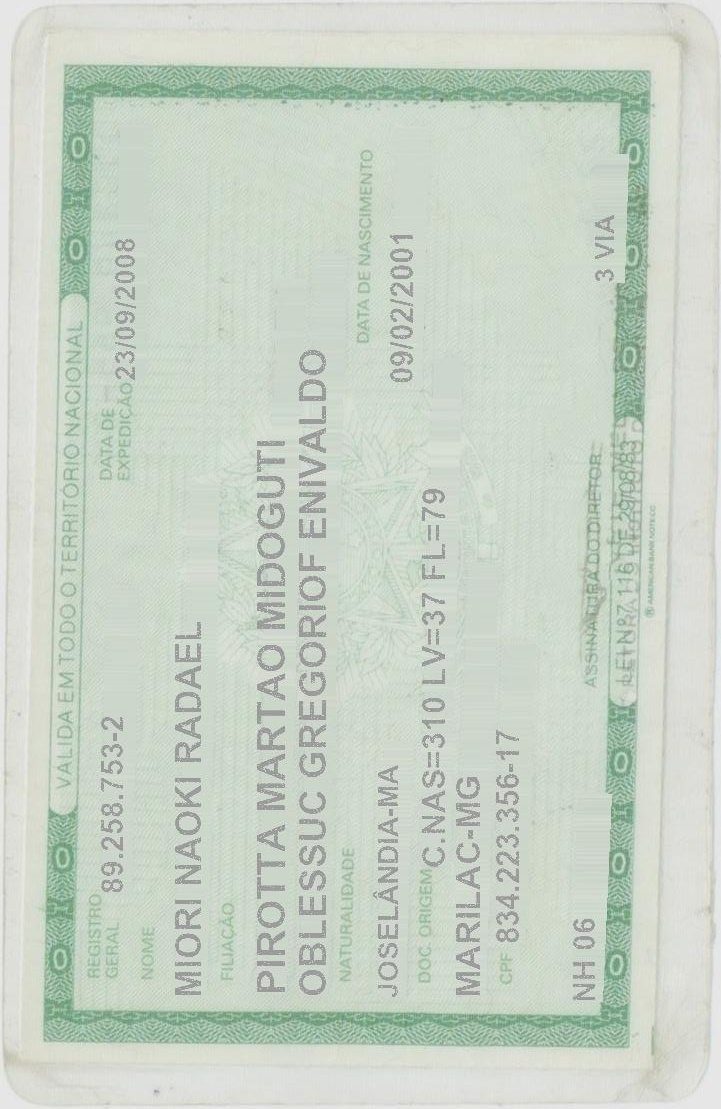 VÁLIDA EM TODO O TERRITÓRIO NACIONAL
REGISTRO GERAL 89.258.753-2 DATA DE EXPEDIÇÃO 23/09/2008
NOME
MIORI NAOKI RADAEL
FILIAÇÃO
PIROTTA MARTAO MIDOGUTI
OBLESSUC GREGORIOF ENIVALDO
NATURALIDADE DATA DE NASCIMENTO
JOSELÂNDIA-MA 09/02/2001
DOC. ORIGEM C.NAS=310 LV=37 FL=79
MARILAC-MG
CPF 834.223.356-17
ASSINATURA DO DIRETOR
NH 06 3 VIA
LEI Nº 7.116 DE 29/08/83
AMERICAN BANK NOTE CO